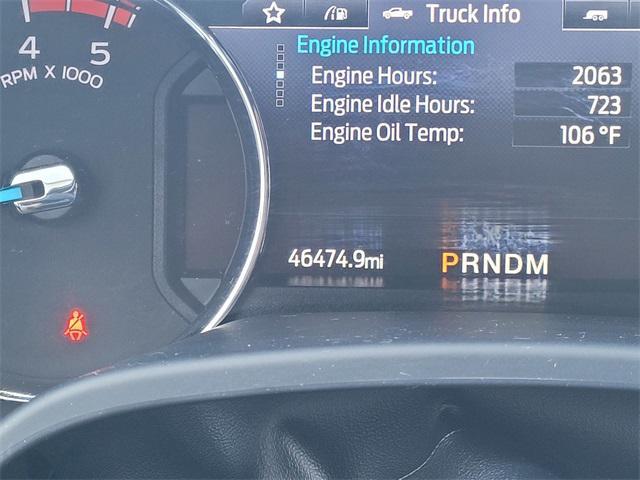 Truck Info
4 5
RPM X 1000
Engine Information
Engine Hours: 2063
Engine Idle Hours: 723
Engine Oil Temp: 106 °F
46474.9mi PRNDM